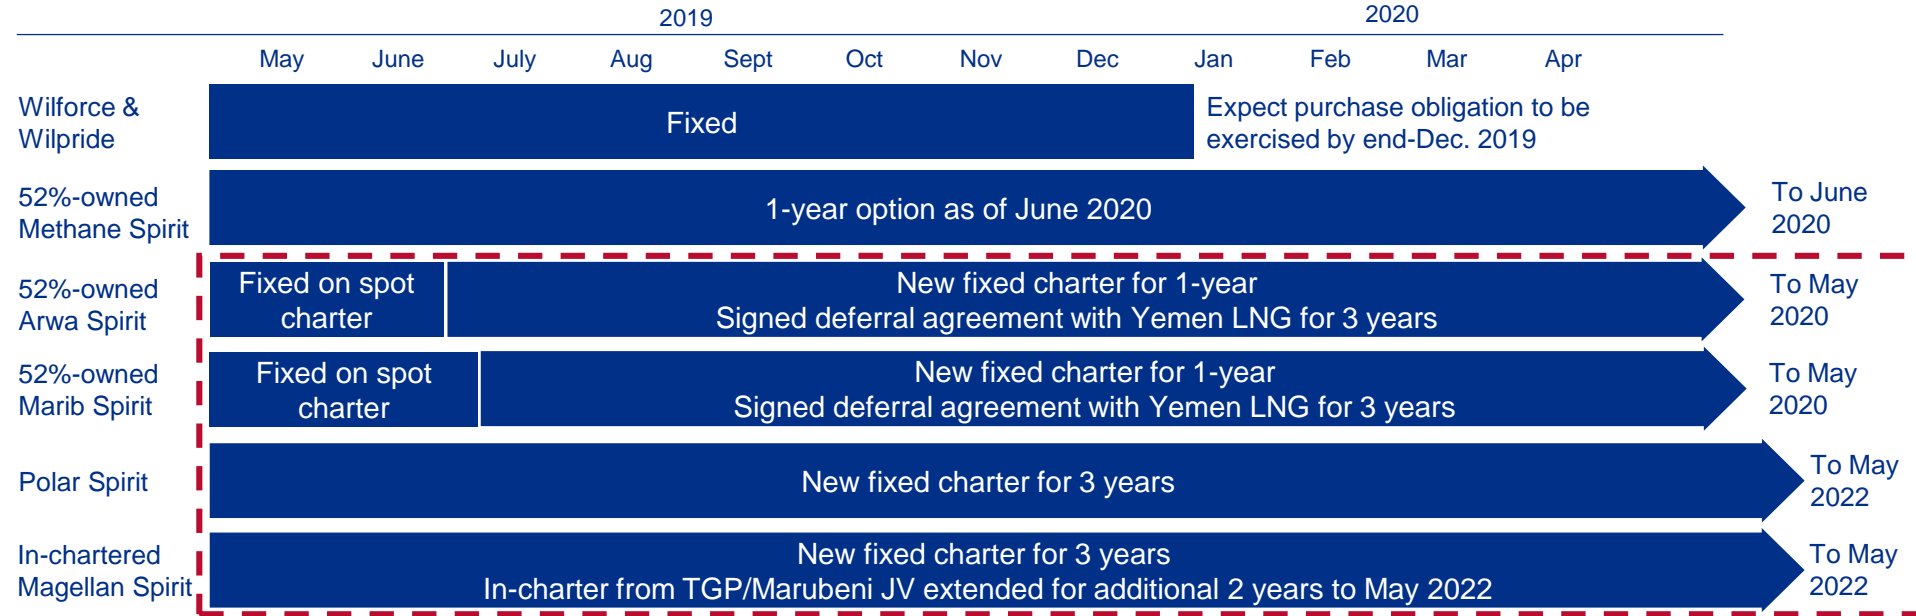 2019
2020
May June July Aug Sept Oct Nov Dec Jan Feb Mar Apr
Wilforce &
Wilpride
Fixed
Expect purchase obligation to be
exercised by end-Dec. 2019
52%-owned
Methane Spirit
1-year option as of June 2020
To June
2020
52%-owned
Arwa Spirit
Fixed on spot
charter
New fixed charter for 1-year
Signed deferral agreement with Yemen LNG for 3 years
To May
2020
52%-owned
Marib Spirit
Fixed on spot
charter
New fixed charter for 1-year
Signed deferral agreement with Yemen LNG for 3 years
To May
2020
Polar Spirit
New fixed charter for 3 years
To May
2022
In-chartered
Magellan Spirit
New fixed charter for 3 years
In-charter from TGP/Marubeni JV extended for additional 2 years to May 2022
To May
2022